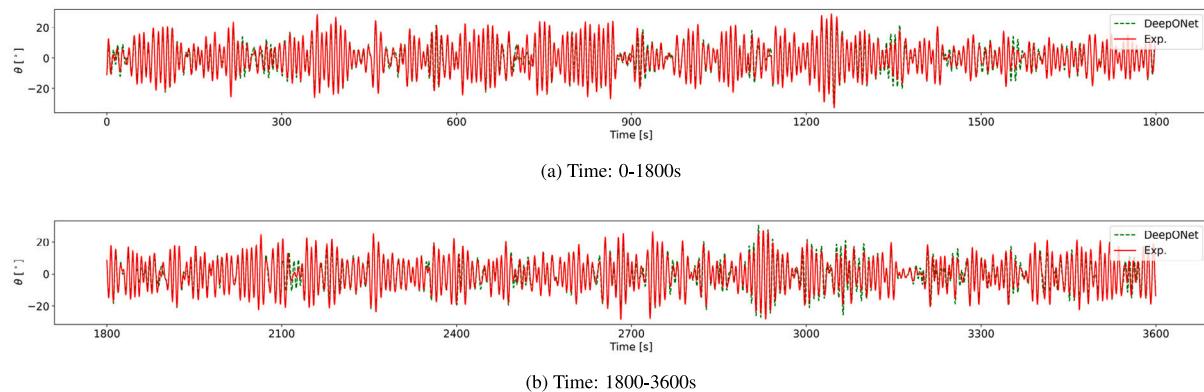 20
0
−20
θ [°]
DeepONet
Exp.
0 300 600 900 1200 1500 1800
Time [s]
(a) Time: 0-1800s
20
0
−20
θ [°]
DeepONet
Exp.
1800 2100 2400 2700 3000 3300 3600
Time [s]
(b) Time: 1800-3600s